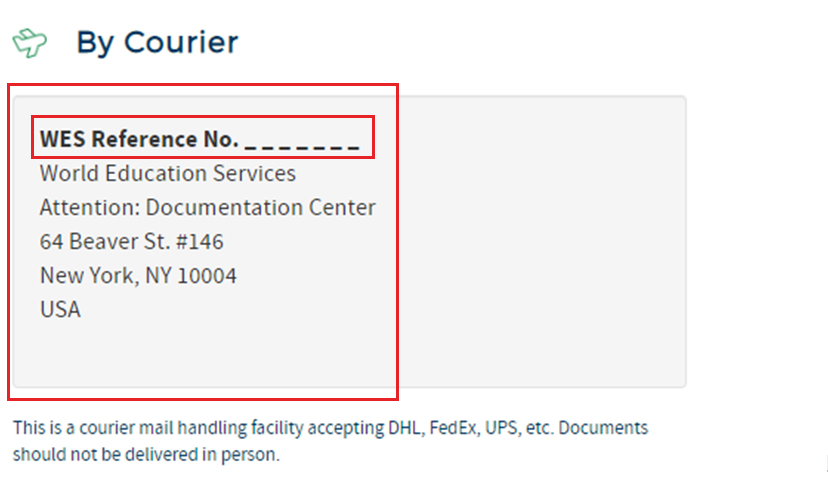 By Courier
WES Reference No. _ _ _ _ _ _ _
World Education Services
Attention: Documentation Center
64 Beaver St. #146
New York, NY 10004
USA
This is a courier mail handling facility accepting DHL, FedEx, UPS, etc. Documents
should not be delivered in person.